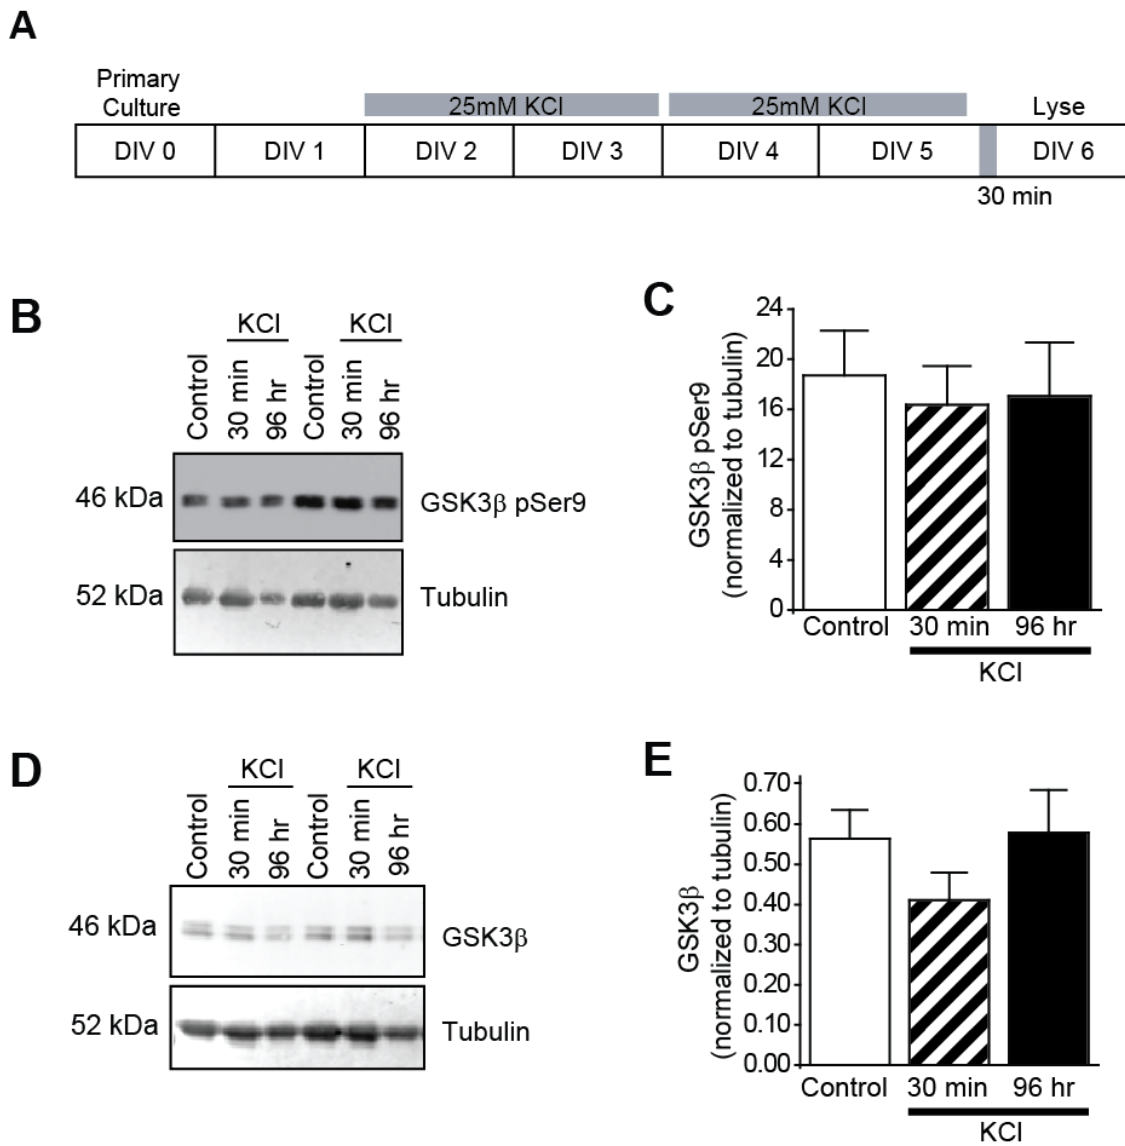 A
Primary
Culture
25mM KCl
25mM KCl
Lyse
DIV 0
DIV 1
DIV 2
DIV 3
DIV 4
DIV 5
DIV 6
30 min
B
KCl
KCl
Control
30 min
96 hr
Control
30 min
96 hr
46 kDa
GSK3β pSer9
52 kDa
Tubulin
C
GSK3β pSer9
(normalized to tubulin)
24
20
16
12
8
4
0
Control
30 min
96 hr
KCl
D
KCl
KCl
Control
30 min
96 hr
Control
30 min
96 hr
46 kDa
GSK3β
52 kDa
Tubulin
E
GSK3β
(normalized to tubulin)
0.70
0.60
0.50
0.40
0.30
0.20
0.10
0.00
Control
30 min
96 hr
KCl